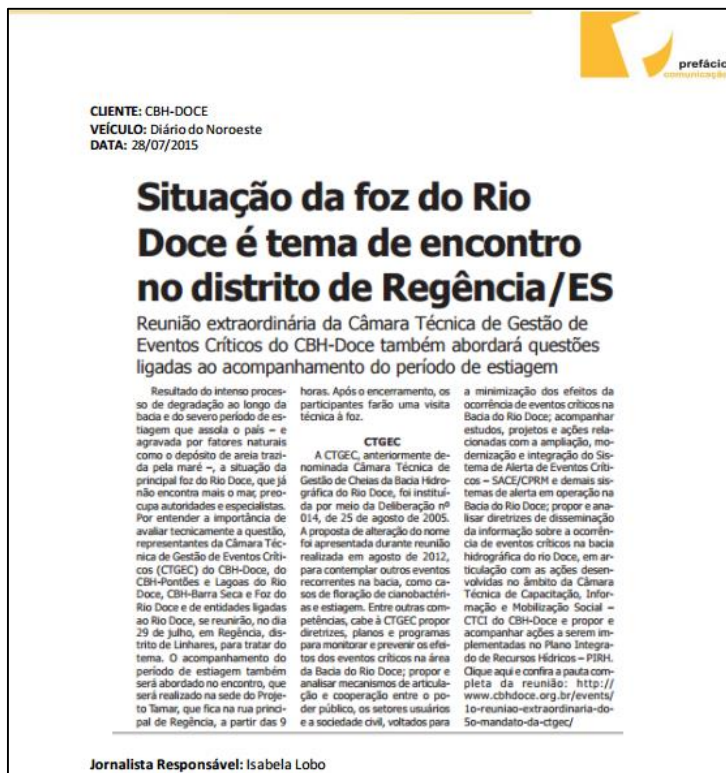 prefácio
comunicação
CLIENTE: CBH-DOCE
VEÍCULO: Diário do Noroeste
DATA: 28/07/2015
Situação da foz do Rio
Doce é tema de encontro
no distrito de Regência/ES
Reunião extraordinária da Câmara Técnica de Gestão de
Eventos Críticos do CBH-Doce também abordará questões
ligadas ao acompanhamento do período de estiagem
Resultado do intenso proces-
so de degradação ao longo da
bacia e do severo período de es-
tiagem que assola o país – e
agravada por fatores naturais
como o depósito de areia trazi-
da pela maré –, a situação da
principal foz do Rio Doce, que já
não encontra mais o mar, preo-
cupa autoridades e especialistas.
Por entender a importância de
avaliar tecnicamente a questão,
representantes da Câmara Téc-
nica de Gestão de Eventos Críti-
cos (CTGEC) do CBH-Doce, do
CBH-Pontões e Lagoas do Rio
Doce, CBH-Barra Seca e Foz do
Rio Doce e de entidades ligadas
ao Rio Doce, se reunirão, no dia
29 de julho, em Regência, dis-
trito de Linhares, para tratar do
tema. O acompanhamento do
período de estiagem também
será abordado no encontro, que
será realizado na sede do Proje-
to Tamar, que fica na rua princi-
pal de Regência, a partir das 9
horas. Após o encerramento, os
participantes farão uma visita
técnica à foz.
CTGEC
A CTGEC, anteriormente de-
nominada Câmara Técnica de
Gestão de Cheias da Bacia Hidro-
gráfica do Rio Doce, foi instituí-
da por meio da Deliberação nº
014, de 25 de agosto de 2005.
A proposta de alteração do nome
foi apresentada durante reunião
realizada em agosto de 2012,
para contemplar outros eventos
recorrentes na bacia, como ca-
sos de floração de cianobactéri-
as e estiagem. Entre outras com-
petências, cabe à CTGEC propor
diretrizes, planos e programas
para monitorar e prevenir os efei-
tos dos eventos críticos na área
da Bacia do Rio Doce; propor e
analisar mecanismos de articula-
ção e cooperação entre o po-
der público, os setores usuários
e a sociedade civil, voltados para
a minimização dos efeitos da
ocorrência de eventos críticos na
Bacia do Rio Doce; acompanhar
estudos, projetos e ações rela-
cionadas com a ampliação, mo-
dernização e integração do Sis-
tema de Alerta de Eventos Críti-
cos – SACE/CPRM e demais sis-
temas de alerta em operação na
Bacia do Rio Doce; propor e ana-
lisar diretrizes de disseminação
da informação sobre a ocorrên-
cia de eventos críticos na bacia
hidrográfica do rio Doce, em ar-
ticulação com as ações desen-
volvidas no âmbito da Câmara
Técnica de Capacitação, Infor-
mação e Mobilização Social –
CTCI do CBH-Doce e propor e
acompanhar ações a serem im-
plementadas no Plano Integra-
do de Recursos Hídricos – PIRH.
Clique aqui e confira a pauta com-
pleta da reunião: http://
www.cbhdoce.org.br/events/
1o-reuniao-extraordinaria-do-
5o-mandato-da-ctgec/
Jornalista Responsável: Isabela Lobo